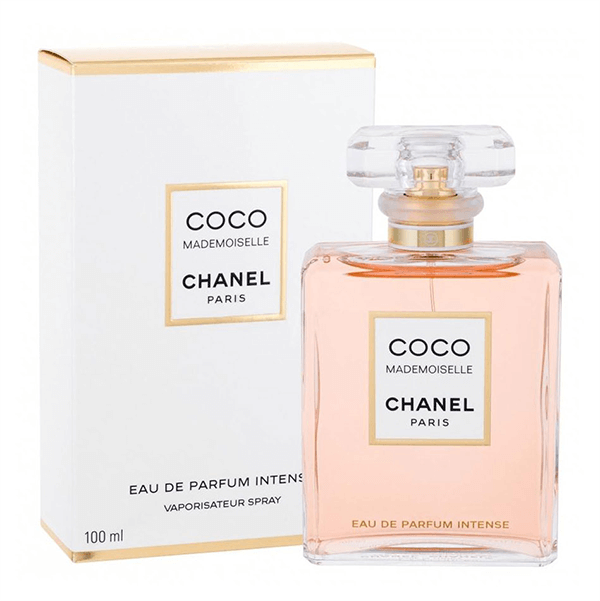 COCO
MADEMOISELLE
CHANEL
PARIS
EAU DE PARFUM INTENS
VAPORISATEUR SPRAY
100 ml
COCO
MADEMOISELLE
CHANEL
PARIS
EAU DE PARFUM INTENSE